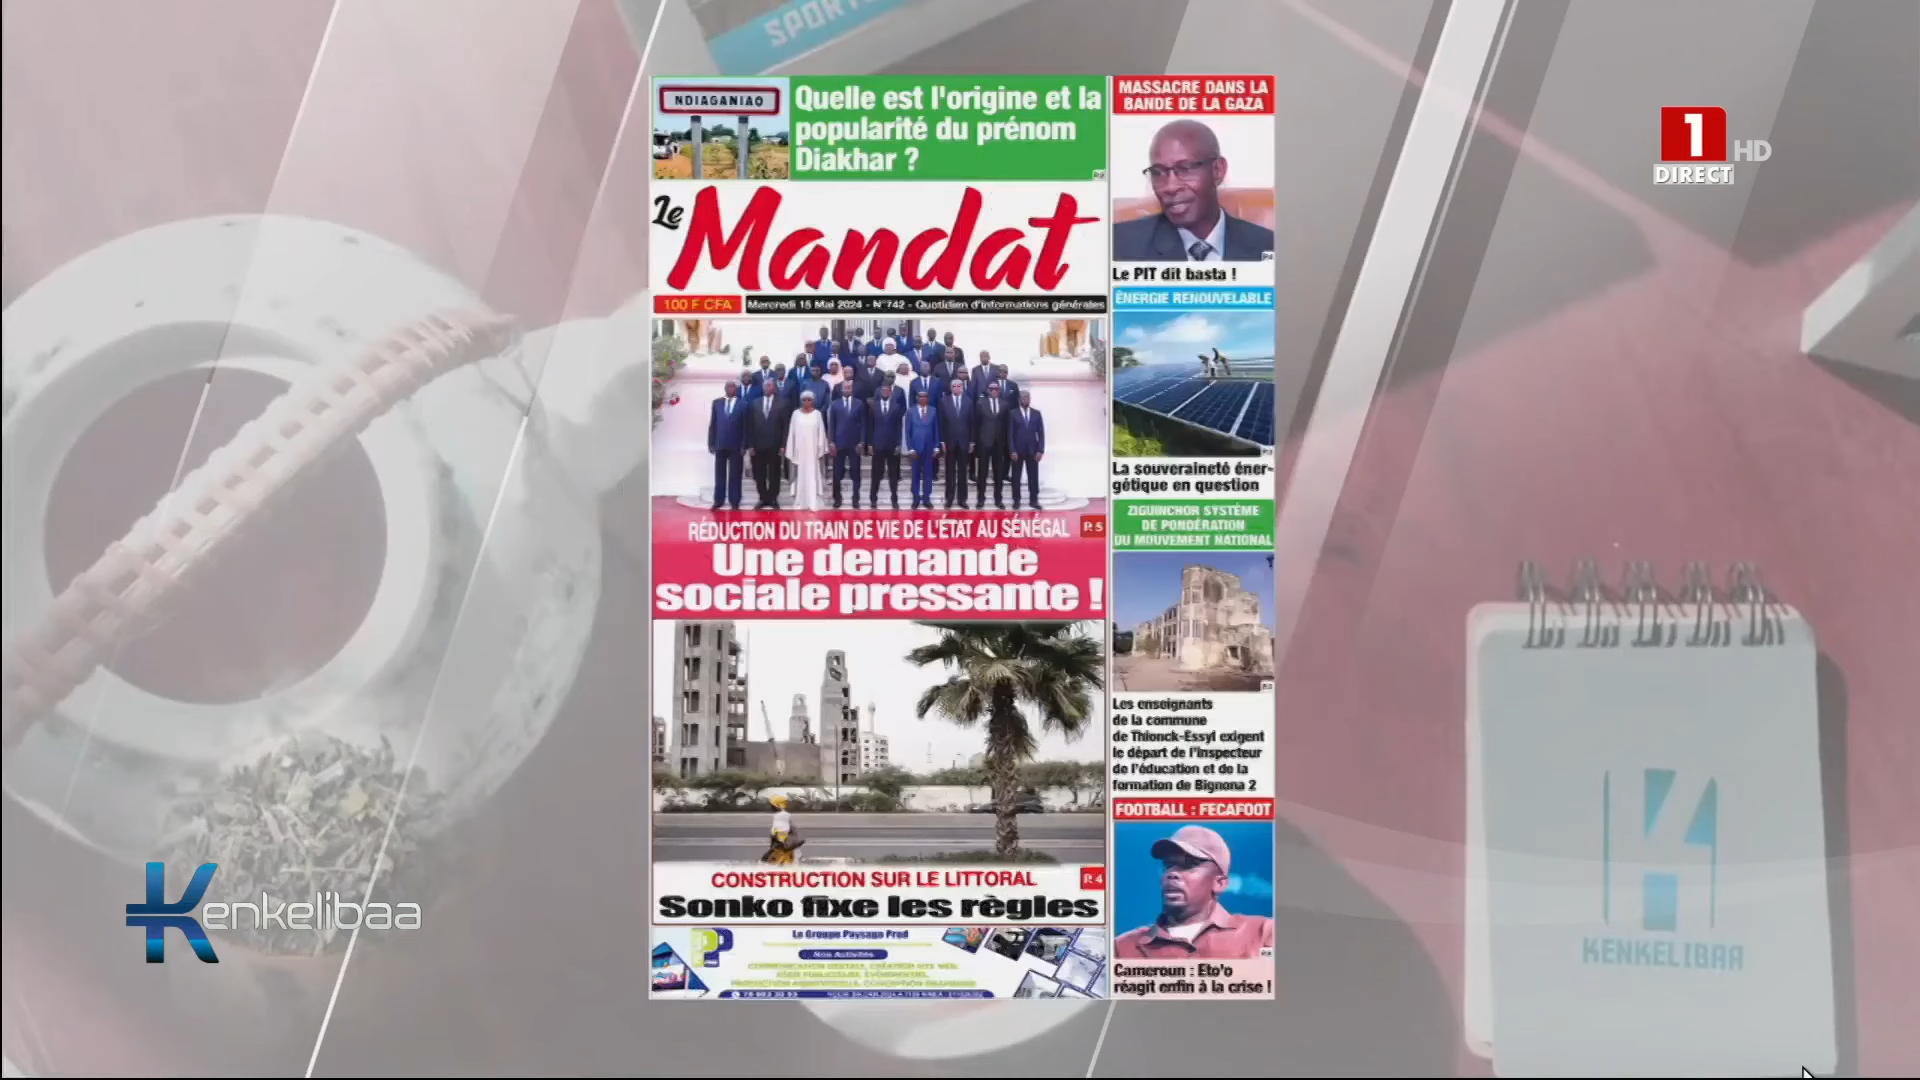 SPORT
1
HD
DIRECT
NDIAGANIAO
Quelle est l'origine et la
popularité du prénom
Diakhar ?
Le
Mandat
100 F CFA
Mercredi 15 Mai 2024 - N°742 - Quotidien d'informations générales
RÉDUCTION DU TRAIN DE VIE DE L'ÉTAT AU SÉNÉGAL
P. 5
Une demande
sociale pressante !
CONSTRUCTION SUR LE LITTORAL
P. 4
Sonko fixe les règles
Le Groupe Paysage Prod
Nos Activités
MASSACRE DANS LA
BANDE DE LA GAZA
Le PIT dit basta !
ÉNERGIE RENOUVELABLE
La souveraineté éner-
gétique en question
ZIGUINCHOR SYSTÈME
DE PONDÉRATION
DU MOUVEMENT NATIONAL
Les enseignants
de la commune
de Thionck-Essyl exigent
le départ de l'inspecteur
de l'éducation et de la
formation de Bignona 2
FOOTBALL : FECAFOOT
Cameroun : Eto'o
réagit enfin à la crise !
Kenkelibaa
KENKELIBAA